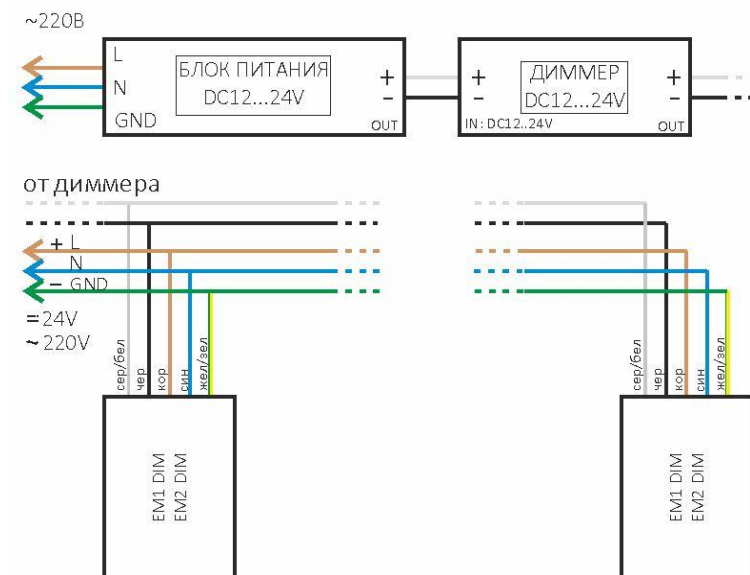 ~220В
L
N
GND
БЛОК ПИТАНИЯ
DC12...24V
+
−
OUT
+
−
IN: DC12..24V
ДИММЕР
DC12...24V
+
−
OUT
от диммера
+ L
N
− GND
=24V
~220V
сер/бел
чер
кор
син
жел/зел
EM1 DIM
EM2 DIM
сер/бел
чер
кор
син
жел/зел
EM1 DIM
EM2 DIM